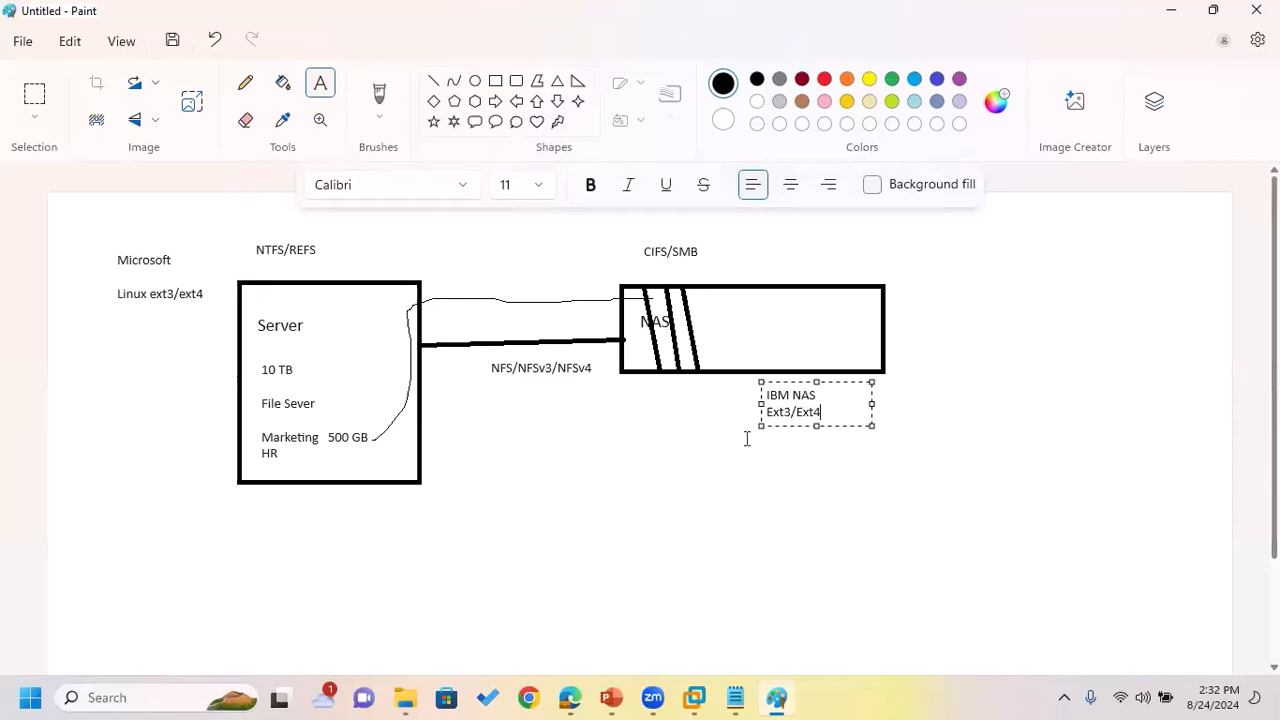 Untitled - Paint
File Edit View
Selection
Image
Tools
Brushes
Shapes
Colors
Image Creator
Layers
Calibri
11
B I U S
Background fill
Microsoft
NTFS/REFS
CIFS/SMB
Linux ext3/ext4
Server
NAS
10 TB
NFS/NFSv3/NFSv4
File Sever
IBM NAS
Ext3/Ext4
Marketing 500 GB
HR
Search
1
zm
2:32 PM
8/24/2024